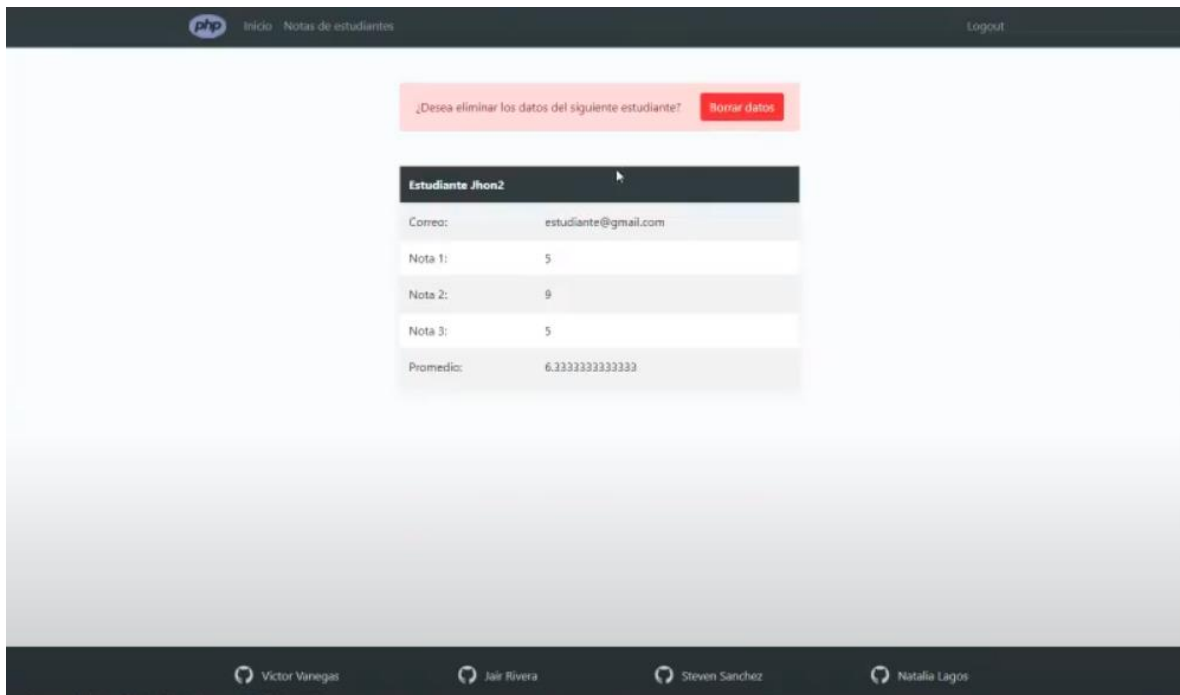 php Inicio Notas de estudiantes Logout
¿Desea eliminar los datos del siguiente estudiante? Borrar datos
Estudiante Jhon2
Correo: estudiante@gmail.com
Nota 1: 5
Nota 2: 9
Nota 3: 5
Promedio: 6.3333333333333
Victor Vanegas Jair Rivera Steven Sanchez Natalia Lagos